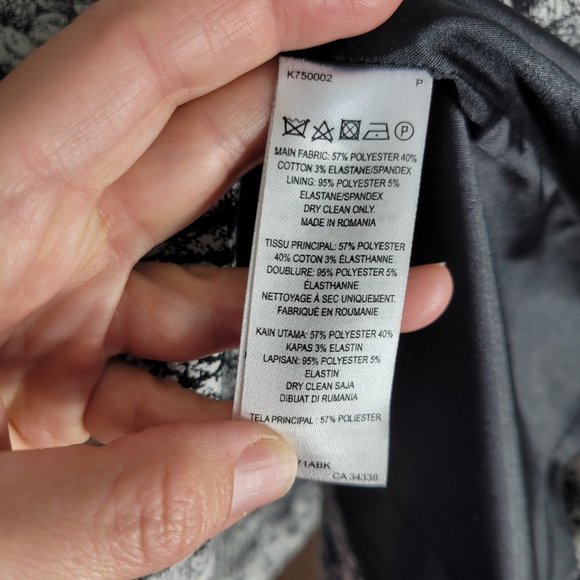 K750002 P
P
MAIN FABRIC: 57% POLYESTER 40%
COTTON 3% ELASTANE/SPANDEX
LINING: 95% POLYESTER 5%
ELASTANE/SPANDEX
DRY CLEAN ONLY.
MADE IN ROMANIA
TISSU PRINCIPAL: 57% POLYESTER
40% COTON 3% ÉLASTHANNE
DOUBLURE: 95% POLYESTER 5%
ÉLASTHANNE
NETTOYAGE À SEC UNIQUEMENT.
FABRIQUÉ EN ROUMANIE
KAIN UTAMA: 57% POLYESTER 40%
KAPAS 3% ELASTIN
LAPISAN: 95% POLYESTER 5%
ELASTIN
DRY CLEAN SAJA
DIBUAT DI RUMANIA
TELA PRINCIPAL : 57% POLIESTER
71ABK
CA 34338